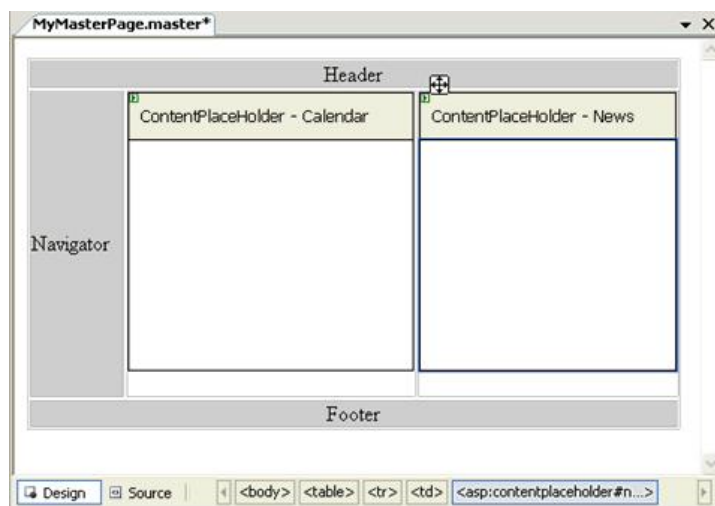 MyMasterPage.master*
Header
ContentPlaceHolder - Calendar
ContentPlaceHolder - News
Navigator
Footer
Design Source <body> <table> <tr> <td> <asp:contentplaceholder#n...>